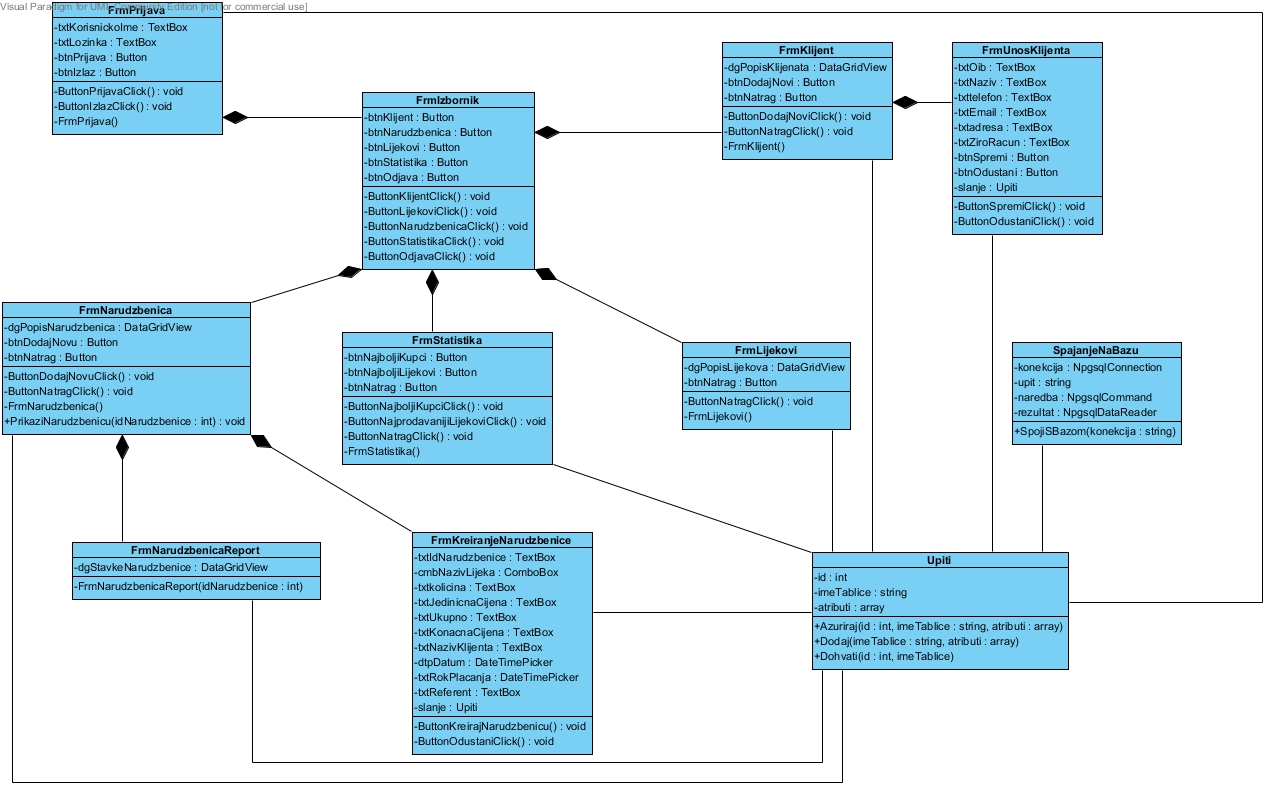 Visual Paradigm for UML Community Edition [not for commercial use]
FrmPrijava
-txtKorisnickoIme : TextBox
-txtLozinka : TextBox
-btnPrijava : Button
-btnIzlaz : Button
-ButtonPrijavaClick() : void
-ButtonIzlazClick() : void
-FrmPrijava()
FrmIzbornik
-btnKlijent : Button
-btnNarudzbenica : Button
-btnLijekovi : Button
-btnStatistika : Button
-btnOdjava : Button
-ButtonKlijentClick() : void
-ButtonLijekoviClick() : void
-ButtonNarudzbenicaClick() : void
-ButtonStatistikaClick() : void
-ButtonOdjavaClick() : void
FrmKlijent
-dgPopisKlijenata : DataGridView
-btnDodajNovi : Button
-btnNatrag : Button
-ButtonDodajNoviClick() : void
-ButtonNatragClick() : void
-FrmKlijent()
FrmUnosKlijenta
-txtOib : TextBox
-txtNaziv : TextBox
-txttelefon : TextBox
-txtEmail : TextBox
-txtadresa : TextBox
-txtZiroRacun : TextBox
-btnSpremi : Button
-btnOdustani : Button
-slanje : Upiti
-ButtonSpremiClick() : void
-ButtonOdustaniClick() : void
FrmNarudzbenica
-dgPopisNarudzbenica : DataGridView
-btnDodajNovu : Button
-btnNatrag : Button
-ButtonDodajNovuClick() : void
-ButtonNatragClick() : void
-FrmNarudzbenica()
+PrikaziNarudzbenicu(idNarudzbenice : int) : void
FrmStatistika
-btnNajboljiKupci : Button
-btnNajboljiLijekovi : Button
-btnNatrag : Button
-ButtonNajboljiKupciClick() : void
-ButtonNajprodavanijiLijekoviClick() : void
-ButtonNatragClick() : void
-FrmStatistika()
FrmLijekovi
-dgPopisLijekova : DataGridView
-btnNatrag : Button
-ButtonNatragClick() : void
-FrmLijekovi()
SpajanjeNaBazu
-konekcija : NpgsqlConnection
-upit : string
-naredba : NpgsqlCommand
-rezultat : NpgsqlDataReader
+SpojiSBazom(konekcija : string)
FrmNarudzbenicaReport
-dgStavkeNarudzbenice : DataGridView
-FrmNarudzbenicaReport(idNarudzbenice : int)
FrmKreiranjeNarudzbenice
-txtIdNarudzbenice : TextBox
-cmbNazivLijeka : ComboBox
-txtkolicina : TextBox
-txtJedinicnaCijena : TextBox
-txtUkupno : TextBox
-txtKonacnaCijena : TextBox
-txtNazivKlijenta : TextBox
-dtpDatum : DateTimePicker
-txtRokPlacanja : DateTimePicker
-txtReferent : TextBox
-slanje : Upiti
-ButtonKreirajNarudzbenicu() : void
-ButtonOdustaniClick() : void
Upiti
-id : int
-imeTablice : string
-atributi : array
+Azuriraj(id : int, imeTablice : string, atributi : array)
+Dodaj(imeTablice : string, atributi : array)
+Dohvati(id : int, imeTablice)